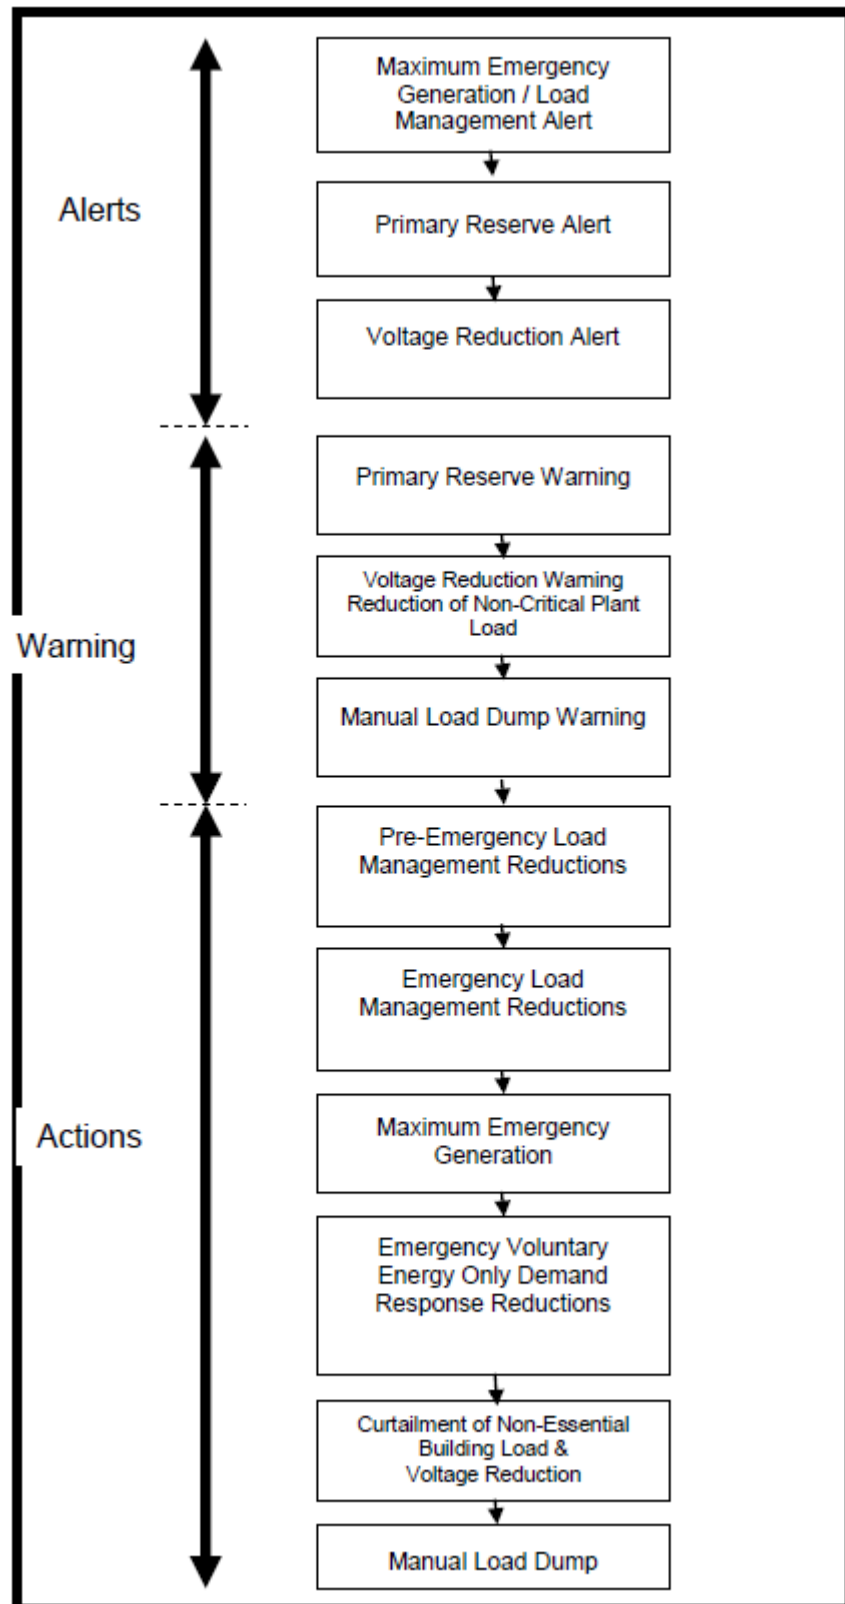 Maximum Emergency
Generation / Load
Management Alert
Alerts
Primary Reserve Alert
Voltage Reduction Alert
Primary Reserve Warning
Voltage Reduction Warning
Reduction of Non-Critical Plant
Load
Warning
Manual Load Dump Warning
Pre-Emergency Load
Management Reductions
Emergency Load
Management Reductions
Actions
Maximum Emergency
Generation
Emergency Voluntary
Energy Only Demand
Response Reductions
Curtailment of Non-Essential
Building Load &
Voltage Reduction
Manual Load Dump